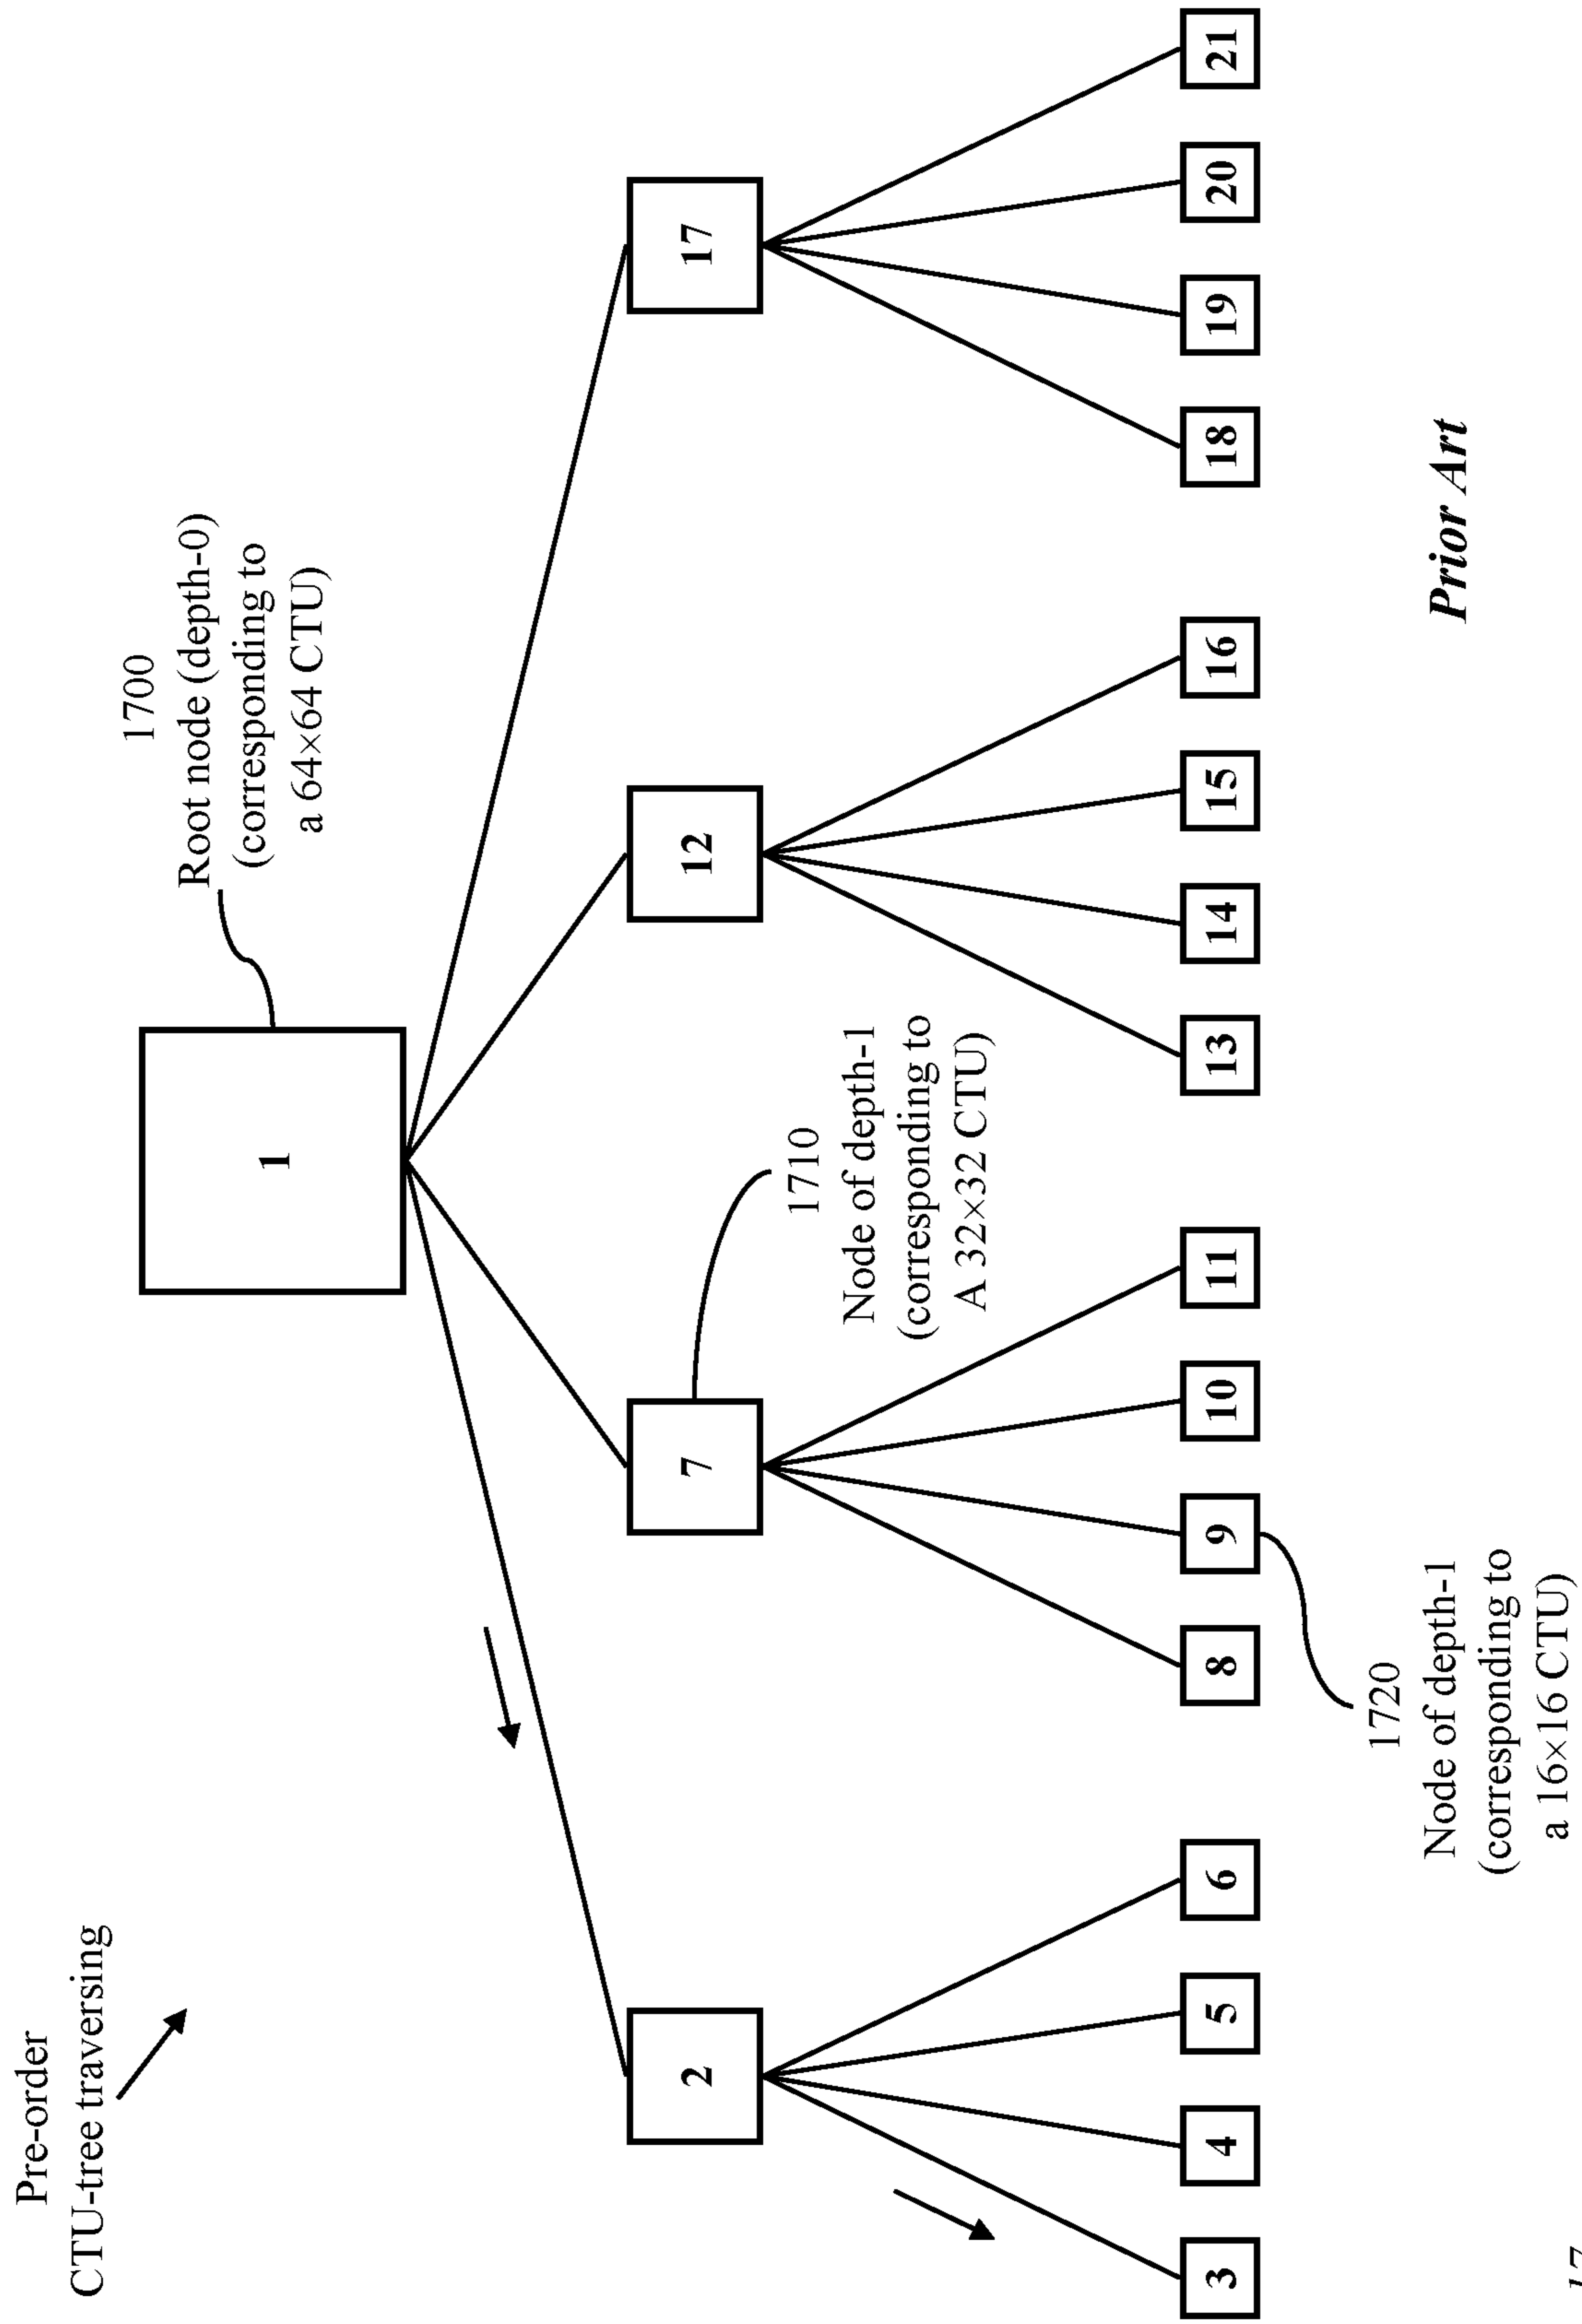 Pre-order
CTU-tree traversing
1700
Root node (depth-0)
(corresponding to
a 64×64 CTU)
1
2
7
12
17
1710
Node of depth-1
(corresponding to
A 32×32 CTU)
3
4
5
6
8
9
10
11
13
14
15
16
18
19
20
21
1720
Node of depth-1
(corresponding to
a 16×16 CTU)
Prior Art